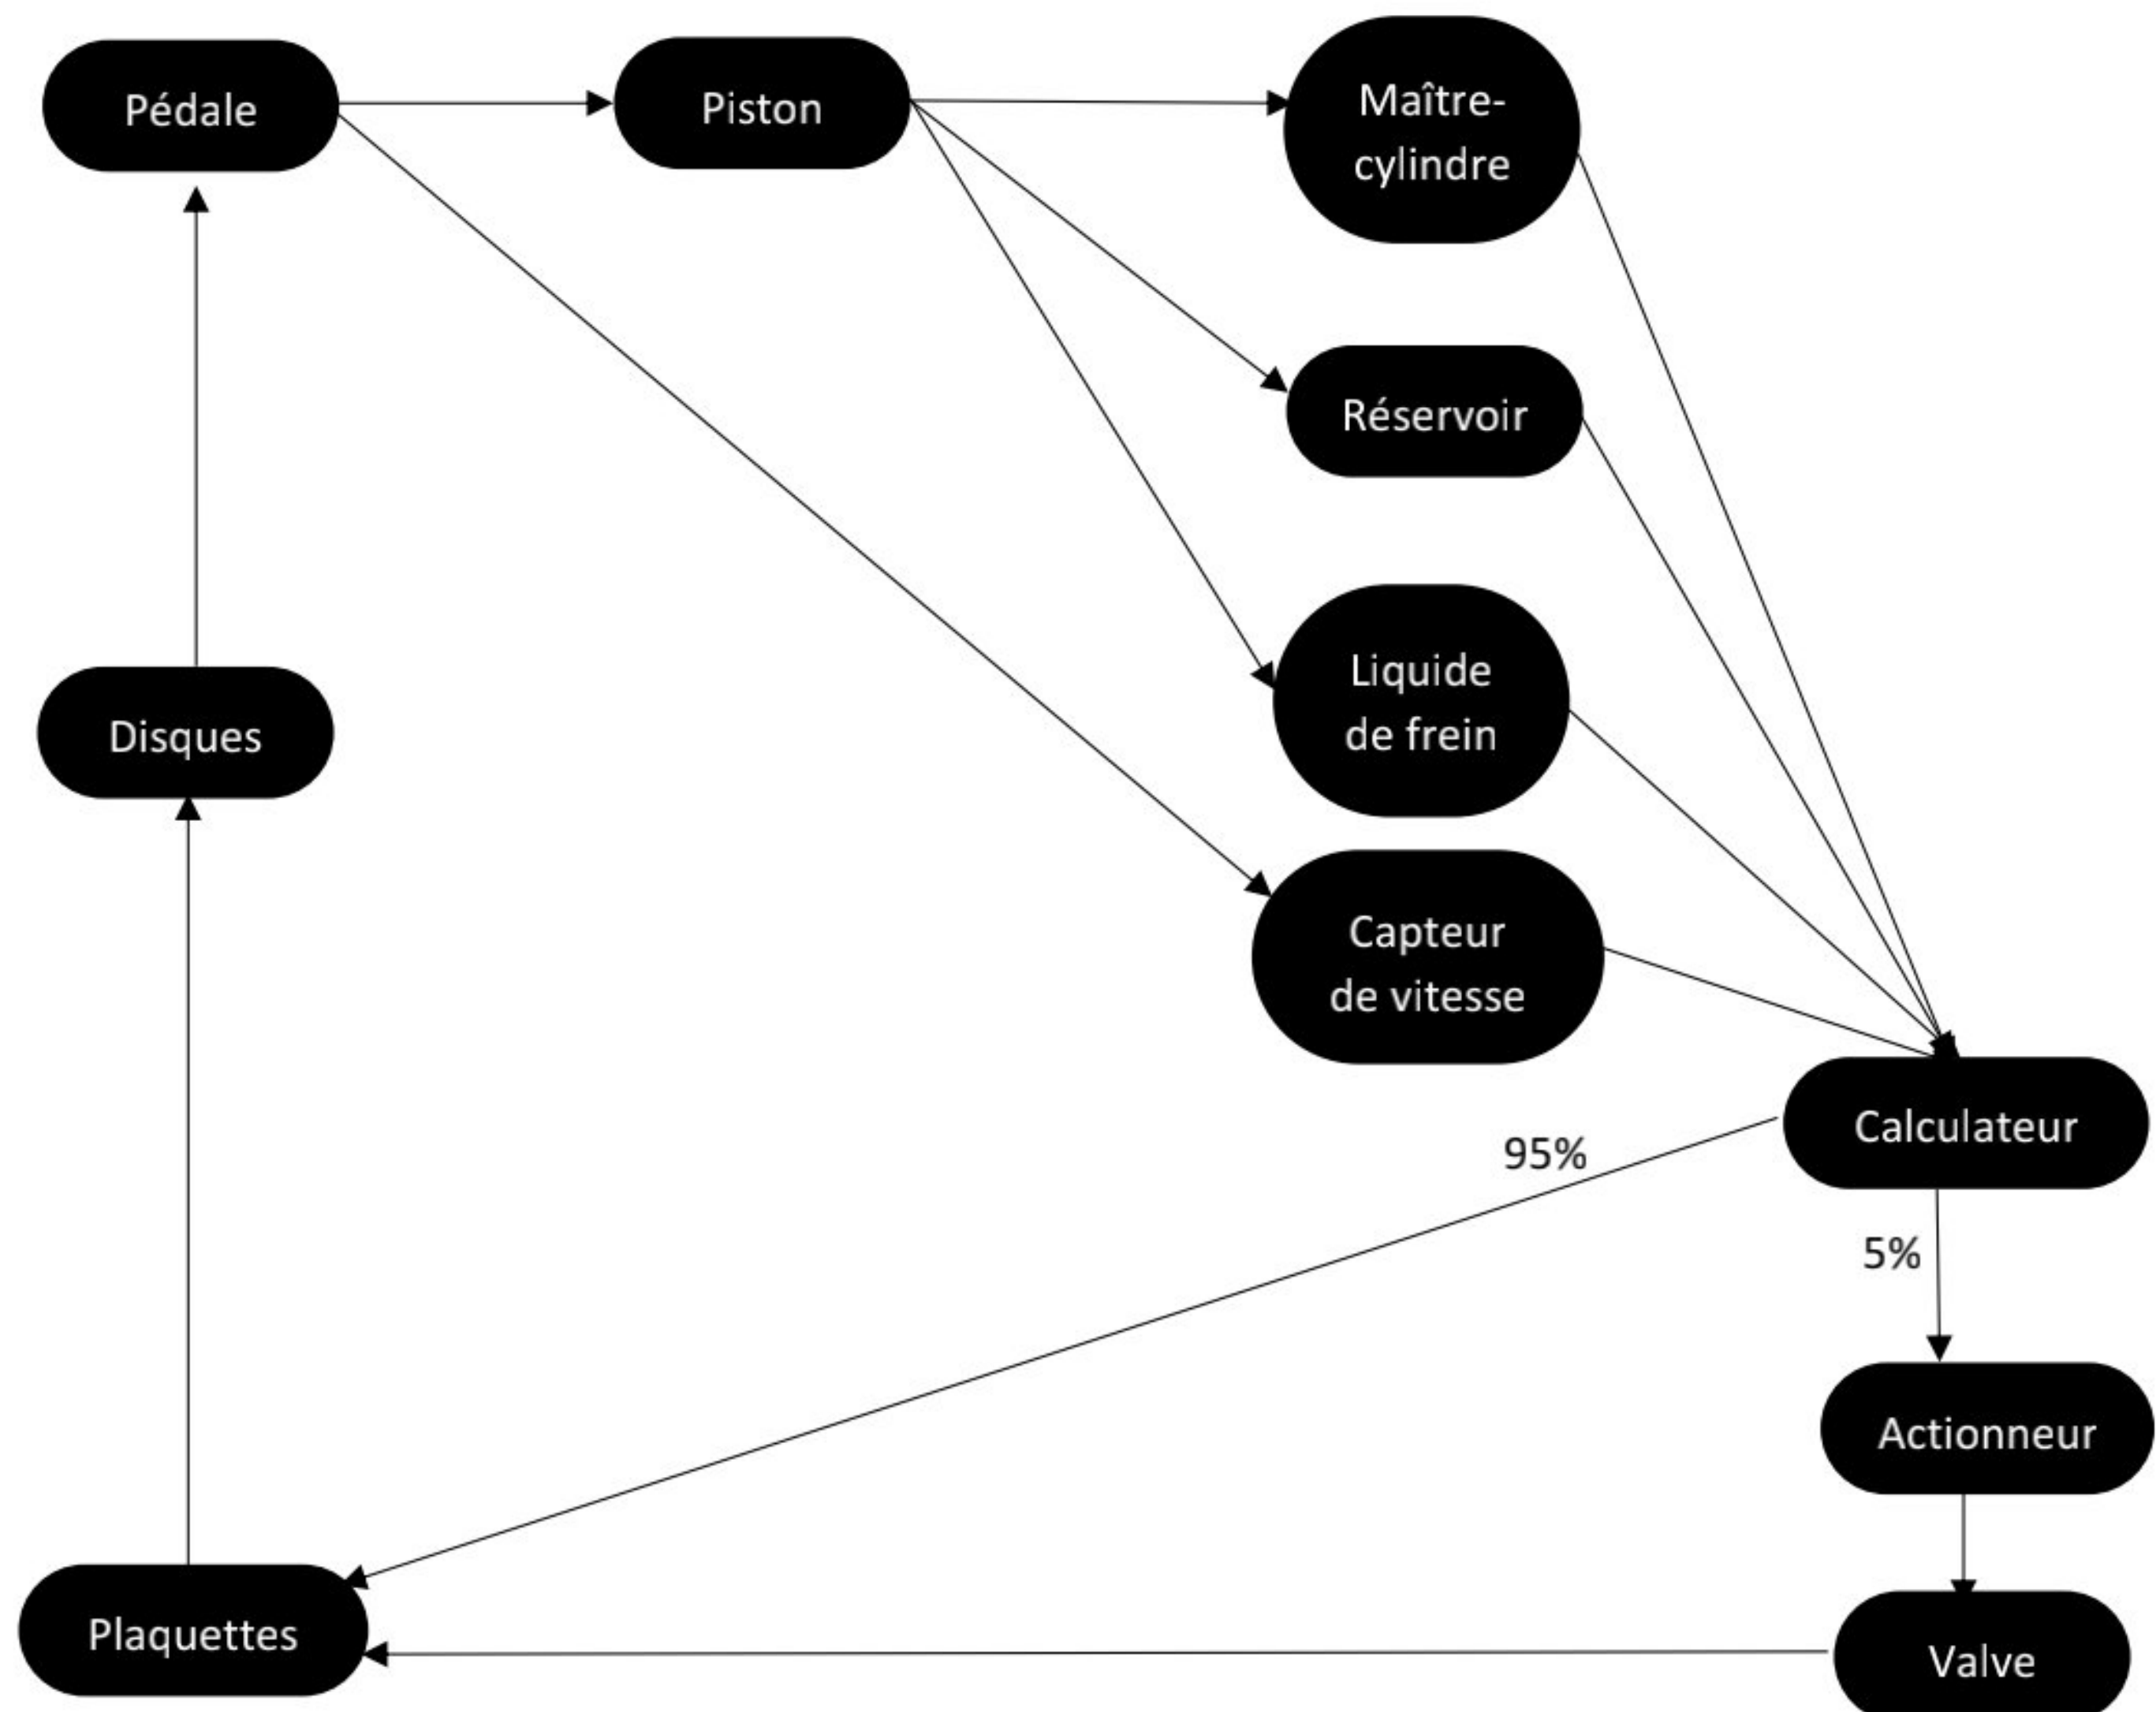 Pédale
Piston
Maître-
cylindre
Réservoir
Liquide
de frein
Disques
Capteur
de vitesse
Calculateur
95%
5%
Actionneur
Plaquettes
Valve